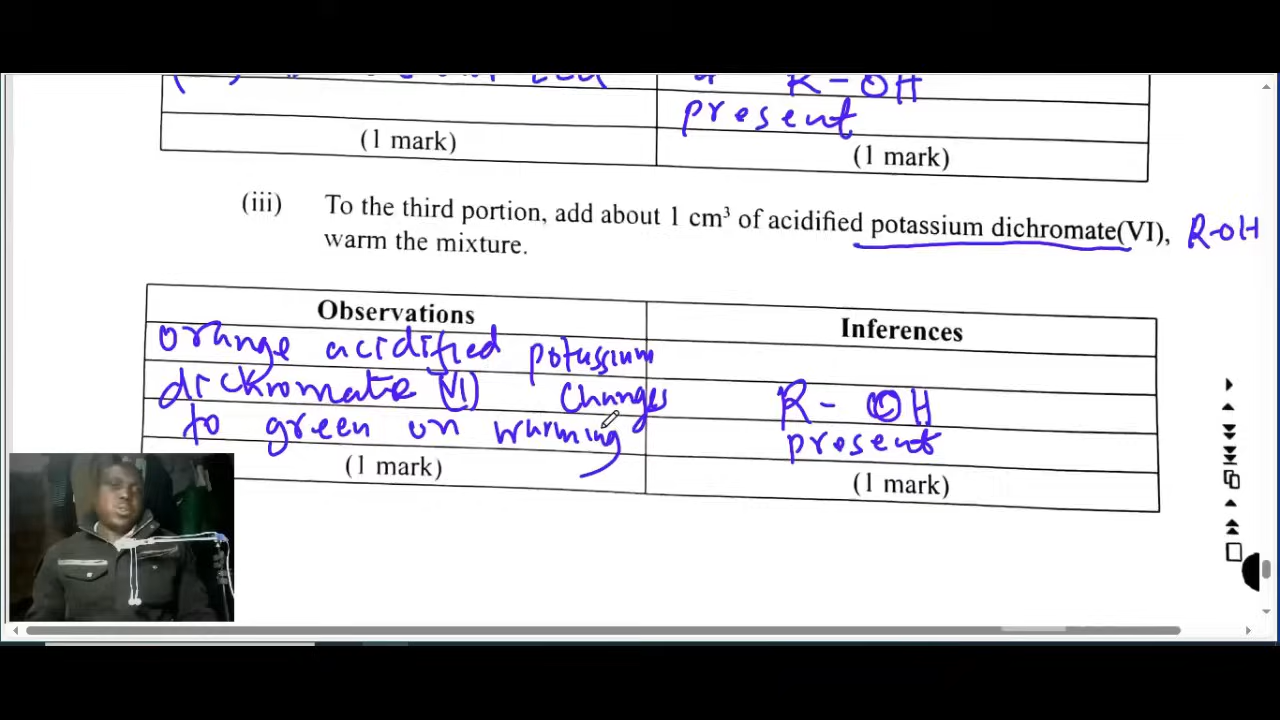 R - OH
present
(1 mark)
(1 mark)
(iii) To the third portion, add about 1 cm³ of acidified potassium dichromate(VI), R-OH
warm the mixture.
Observations
Inferences
orange acidified potassium
dichromate (VI) changes
to green on warming
R - OH
present
(1 mark)
(1 mark)